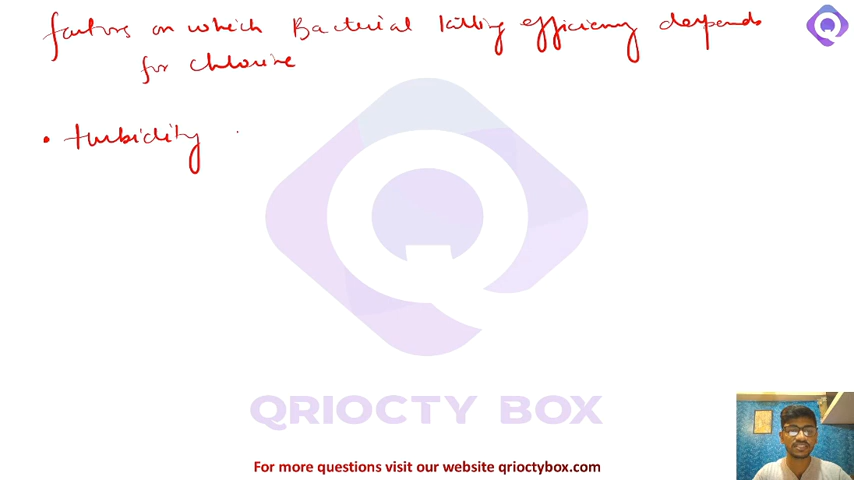 factors on which Bacterial killing efficiency depends
for chlorine
• turbidity
QRIOCTY BOX
For more questions visit our website qrioctybox.com